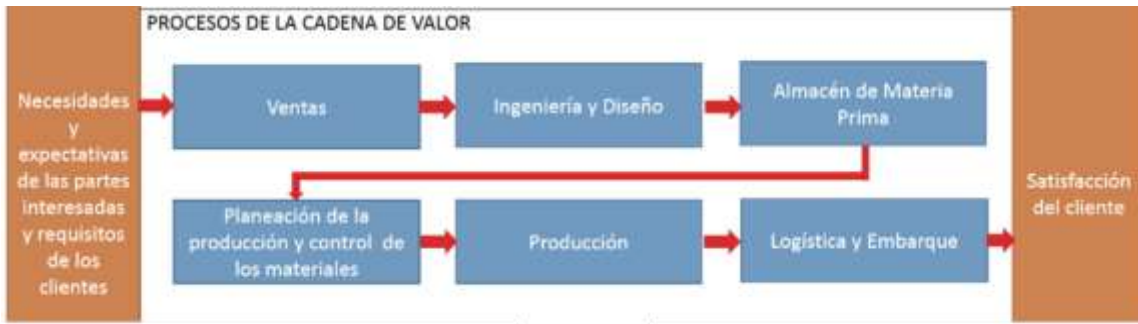 PROCESOS DE LA CADENA DE VALOR
Necesidades
y
expectativas
de las partes
interesadas
y requisitos
de los
clientes
Ventas
Ingeniería y Diseño
Almacén de Materia
Prima
Planeación de la
producción y control de
los materiales
Producción
Logística y Embarque
Satisfacción
del cliente